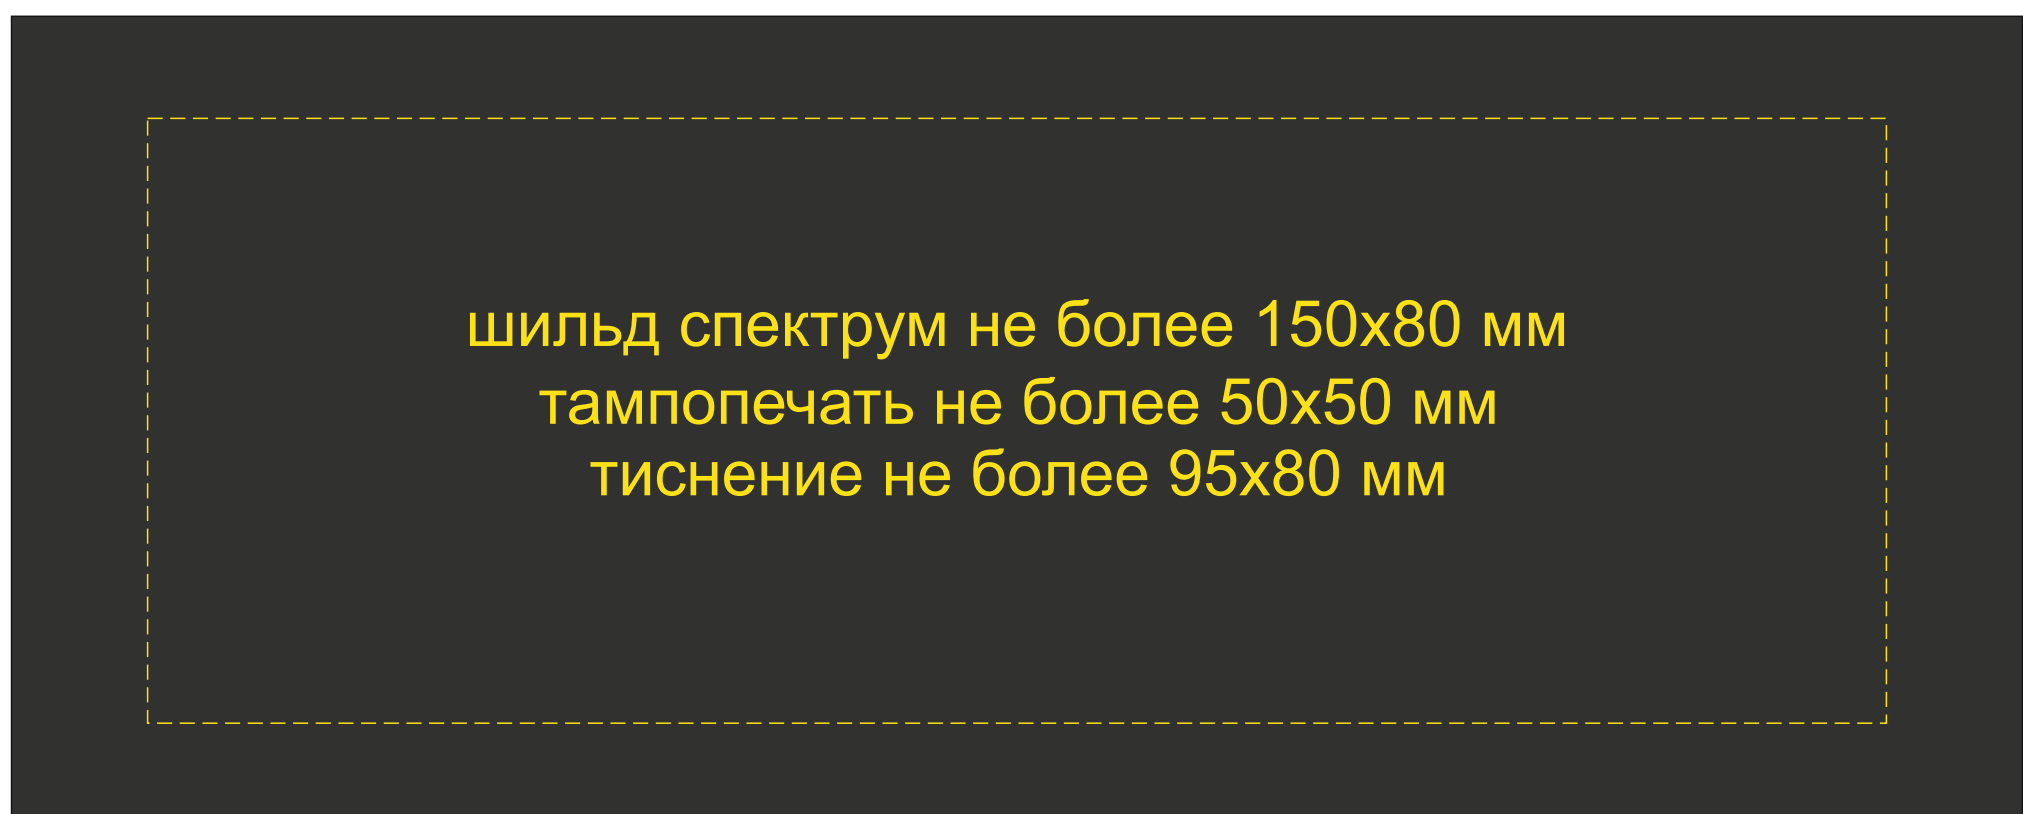 шильд спектрум не более 150х80 мм
тампопечать не более 50х50 мм
тиснение не более 95х80 мм